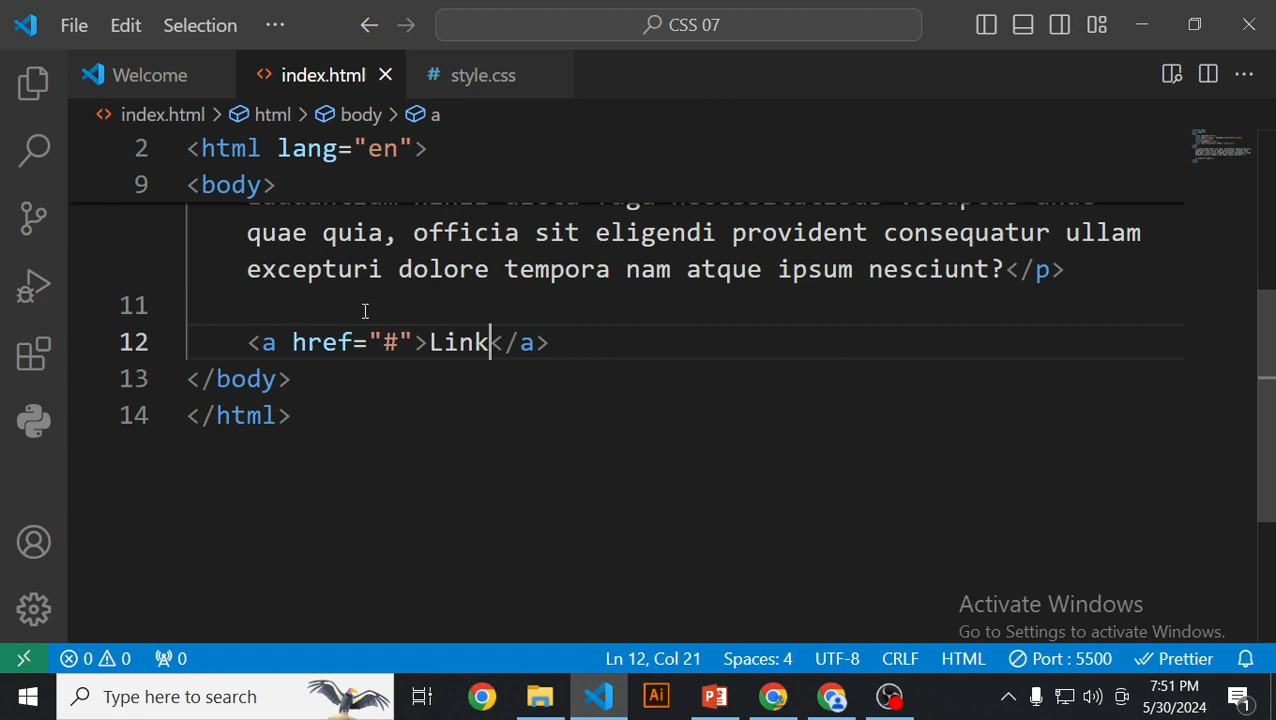 File Edit Selection ··· CSS 07
Welcome index.html style.css
index.html > html > body > a
2 <html lang="en">
9 <body>
quae quia, officia sit eligendi provident consequatur ullam
excepturi dolore tempora nam atque ipsum nesciunt?</p>
11
12 <a href="#">Link</a>
13 </body>
14 </html>
Activate Windows
Go to Settings to activate Windows.
0 0 0 Ln 12, Col 21 Spaces: 4 UTF-8 CRLF HTML Port : 5500 Prettier
Type here to search Ai 7:51 PM
5/30/2024 1